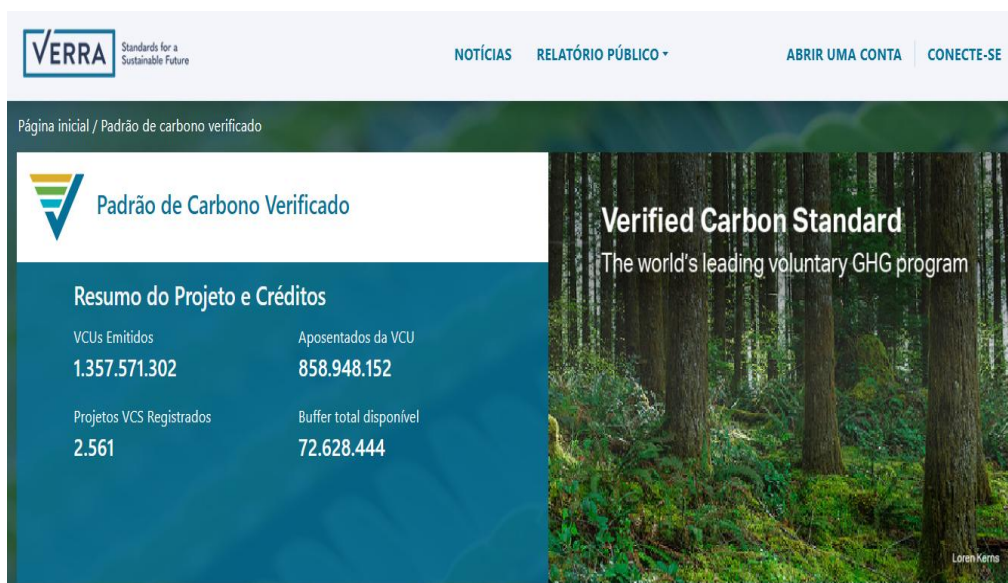 VERRA
Standards for a
Sustainable Future
NOTÍCIAS RELATÓRIO PÚBLICO ABRIR UMA CONTA CONECTE-SE
Página inicial / Padrão de carbono verificado
Padrão de Carbono Verificado
Resumo do Projeto e Créditos
VCUs Emitidos Aposentados da VCU
1.357.571.302 858.948.152
Projetos VCS Registrados Buffer total disponível
2.561 72.628.444
Verified Carbon Standard
The world's leading voluntary GHG program
Loren Kerns